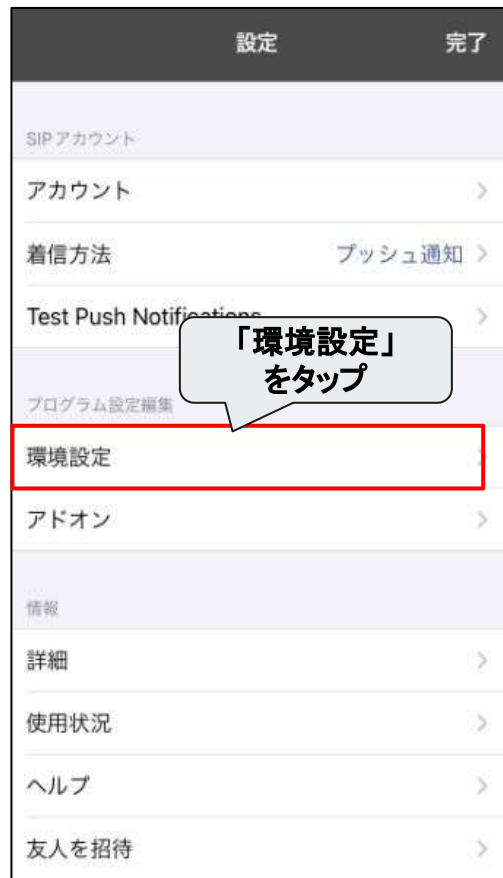 設定 完了
SIP アカウント
アカウント
着信方法 プッシュ通知
Test Push Notifications
「環境設定」
をタップ
プログラム設定編集
環境設定
アドオン
情報
詳細
使用状況
ヘルプ
友人を招待